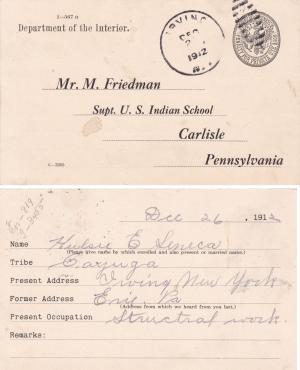 1-567 a
Department of the Interior.
IRVING
DEC
1912
N.Y.
Mr. M. Friedman
Supt. U. S. Indian School
Carlisle
Pennsylvania
Dec 26, 1912
Name Hulsie E Seneca
(Please give name by which enrolled and also present or married name.)
Tribe Cayuga
Present Address Irving New York
Former Address Erie Pa
(Address from which we heard from you last.)
Present Occupation Structral work.
Remarks: